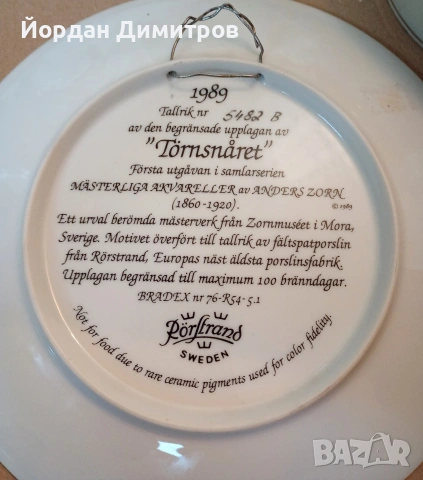 Йордан Димитров
1989
Tallrik nr 5482 B
av den begränsade upplagan av
"Törnsnåret"
Första utgåvan i samlarserien
MÄSTERLIGA AKVARELLER av ANDERS ZORN
(1860-1920).
© 1989
Ett urval berömda mästerverk från Zornmuséet i Mora,
Sverige. Motivet överfört till tallrik av fältspatporslin
från Rörstrand, Europas näst äldsta porslinsfabrik.
Upplagan begränsad till maximum 100 bränndagar.
BRADEX nr 76-R54-5.1
Rörstrand
SWEDEN
Not for food due to rare ceramic pigments used for color fidelity.
BAZAR